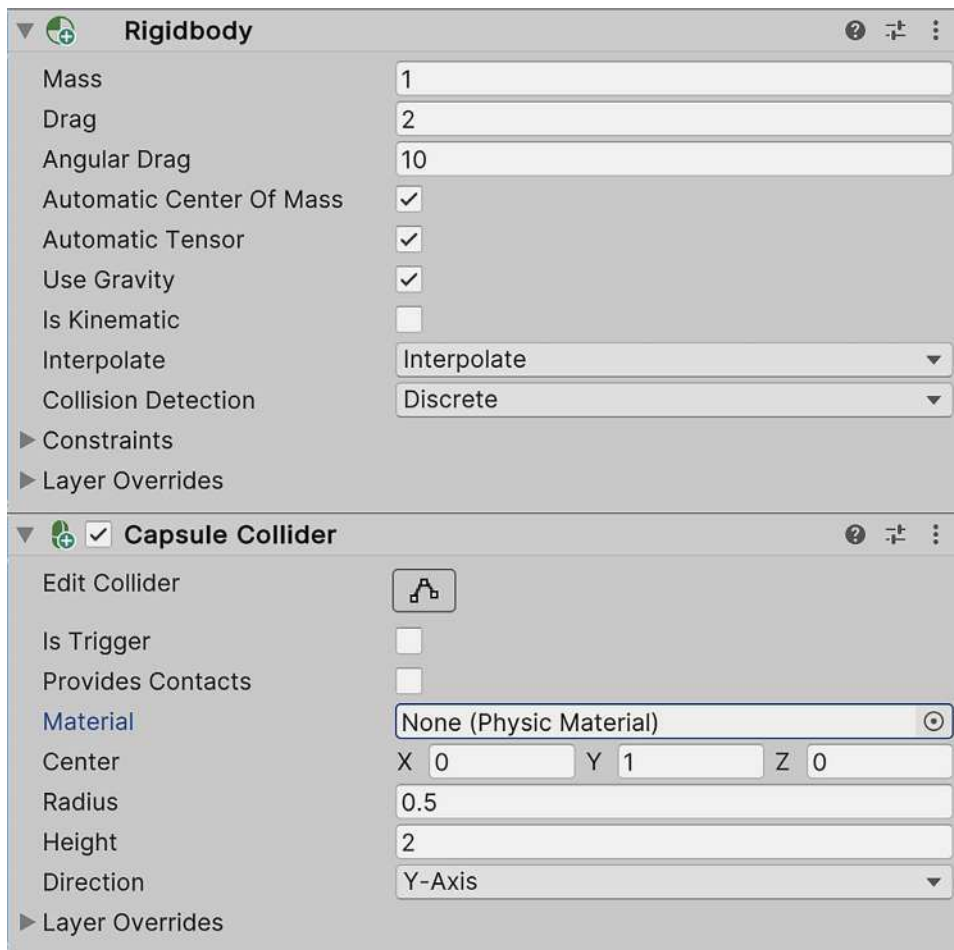 Rigidbody
Mass 1
Drag 2
Angular Drag 10
Automatic Center Of Mass
Automatic Tensor
Use Gravity
Is Kinematic
Interpolate Interpolate
Collision Detection Discrete
Constraints
Layer Overrides
Capsule Collider
Edit Collider
Is Trigger
Provides Contacts
Material None (Physic Material)
Center X 0 Y 1 Z 0
Radius 0.5
Height 2
Direction Y-Axis
Layer Overrides